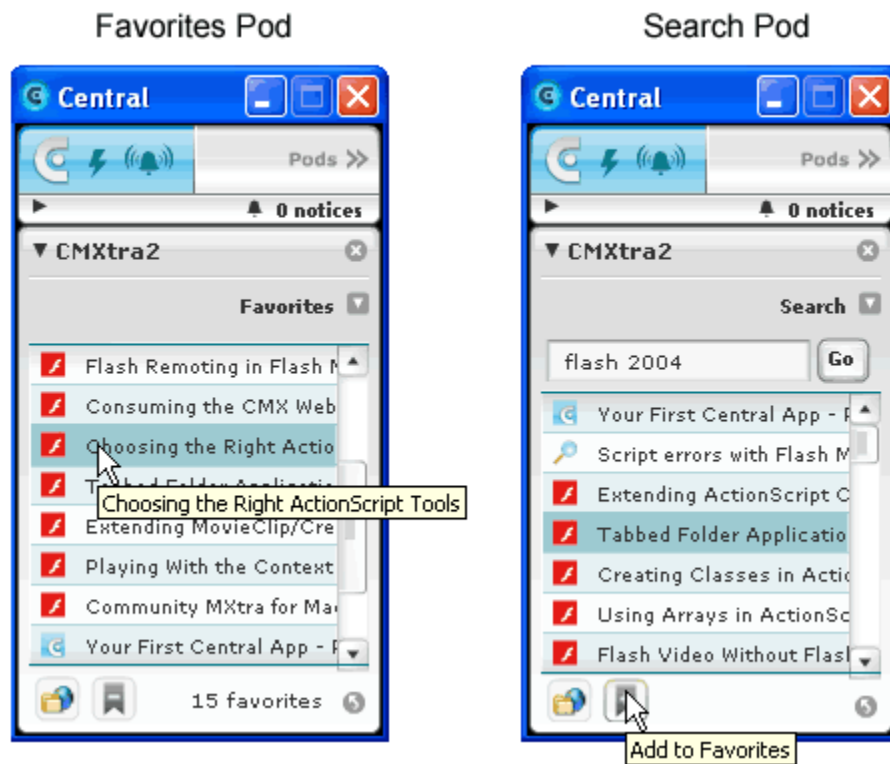 Favorites Pod
Central
Pods
0 notices
CMXtra2
Favorites
Flash Remoting in Flash
Consuming the CMX Web
Choosing the Right Actio
Choosing the Right ActionScript Tools
Extending MovieClip/Cre
Playing With the Context
Community MXtra for Ma
Your First Central App -
15 favorites
Search Pod
Central
Pods
0 notices
CMXtra2
Search
flash 2004
Go
Your First Central App -
Script errors with Flash M
Extending ActionScript C
Tabbed Folder Applicatio
Creating Classes in Actio
Using Arrays in ActionSc
Flash Video Without Flas
Add to Favorites